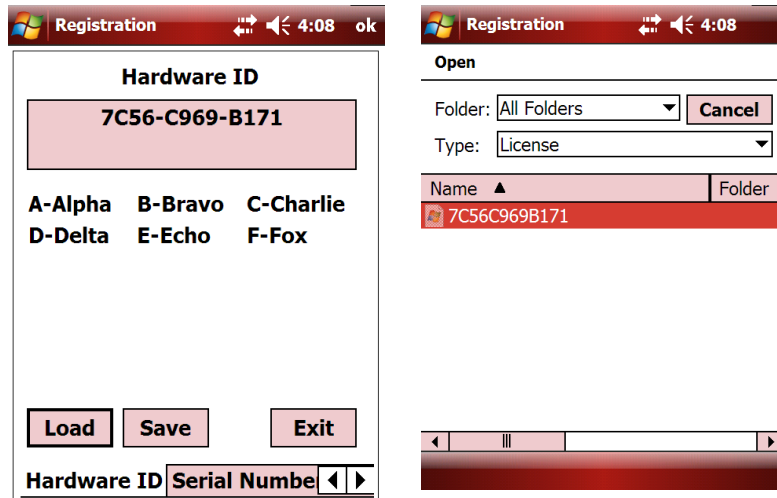 Registration 4:08 ok
Hardware ID
7C56-C969-B171
A-Alpha B-Bravo C-Charlie
D-Delta E-Echo F-Fox
Load Save Exit
Hardware ID Serial Number
Registration 4:08
Open
Folder: All Folders Cancel
Type: License
Name Folder
7C56C969B171